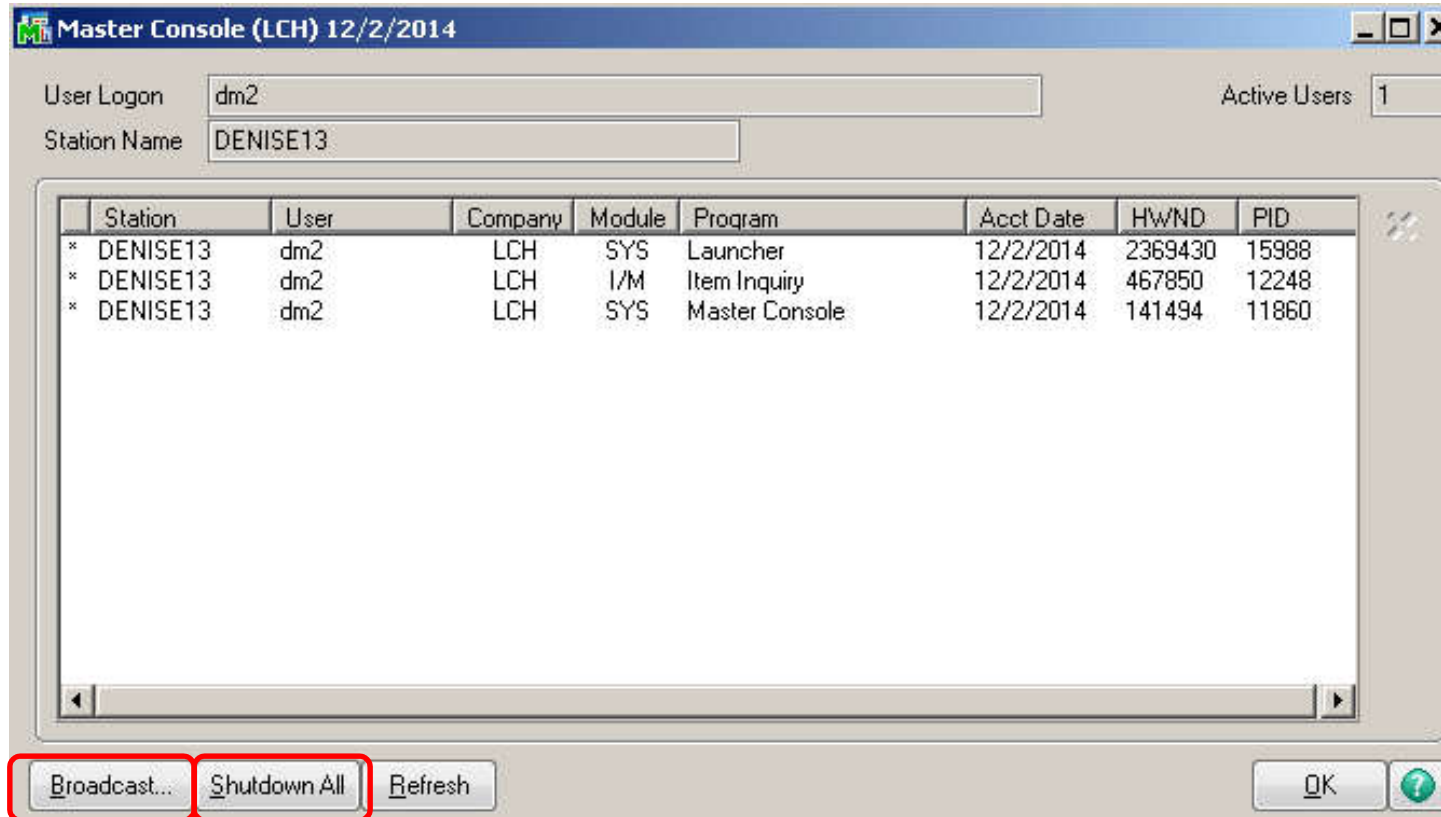 Master Console (LCH) 12/2/2014
User Logon dm2 Active Users 1
Station Name DENISE13
Station User Company Module Program Acct Date HWND PID
* DENISE13 dm2 LCH SYS Launcher 12/2/2014 2369430 15988
* DENISE13 dm2 LCH I/M Item Inquiry 12/2/2014 467850 12248
* DENISE13 dm2 LCH SYS Master Console 12/2/2014 141494 11860
Broadcast... Shutdown All Refresh OK ?